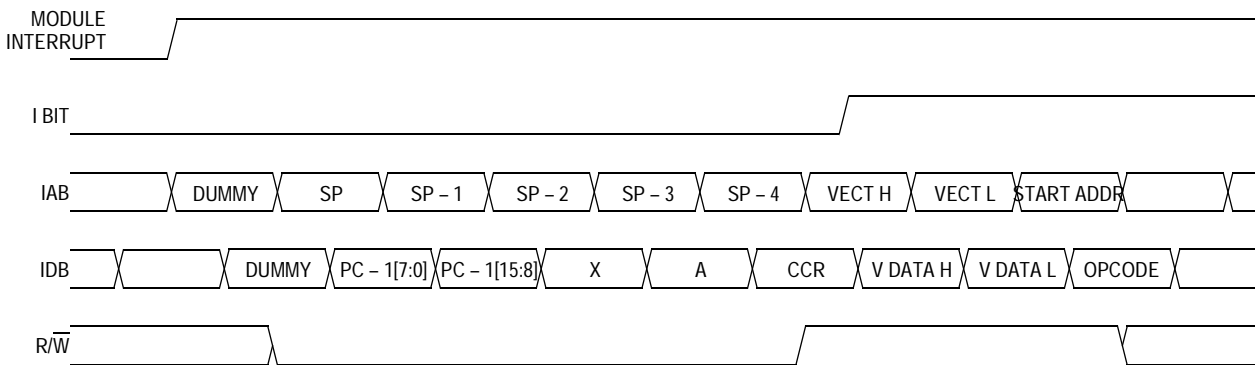 MODULE
INTERRUPT
I BIT
IAB DUMMY SP SP – 1 SP – 2 SP – 3 SP – 4 VECT H VECT L START ADDR
IDB DUMMY PC – 1[7:0] PC – 1[15:8] X A CCR V DATA H V DATA L OPCODE
R/W̅